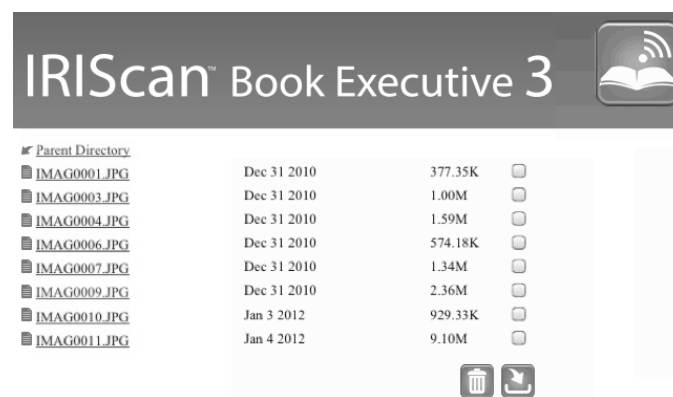 IRIScan™ Book Executive 3
Parent Directory
IMAG0001.JPG Dec 31 2010 377.35K
IMAG0003.JPG Dec 31 2010 1.00M
IMAG0004.JPG Dec 31 2010 1.59M
IMAG0006.JPG Dec 31 2010 574.18K
IMAG0007.JPG Dec 31 2010 1.34M
IMAG0009.JPG Dec 31 2010 2.36M
IMAG0010.JPG Jan 3 2012 929.33K
IMAG0011.JPG Jan 4 2012 9.10M